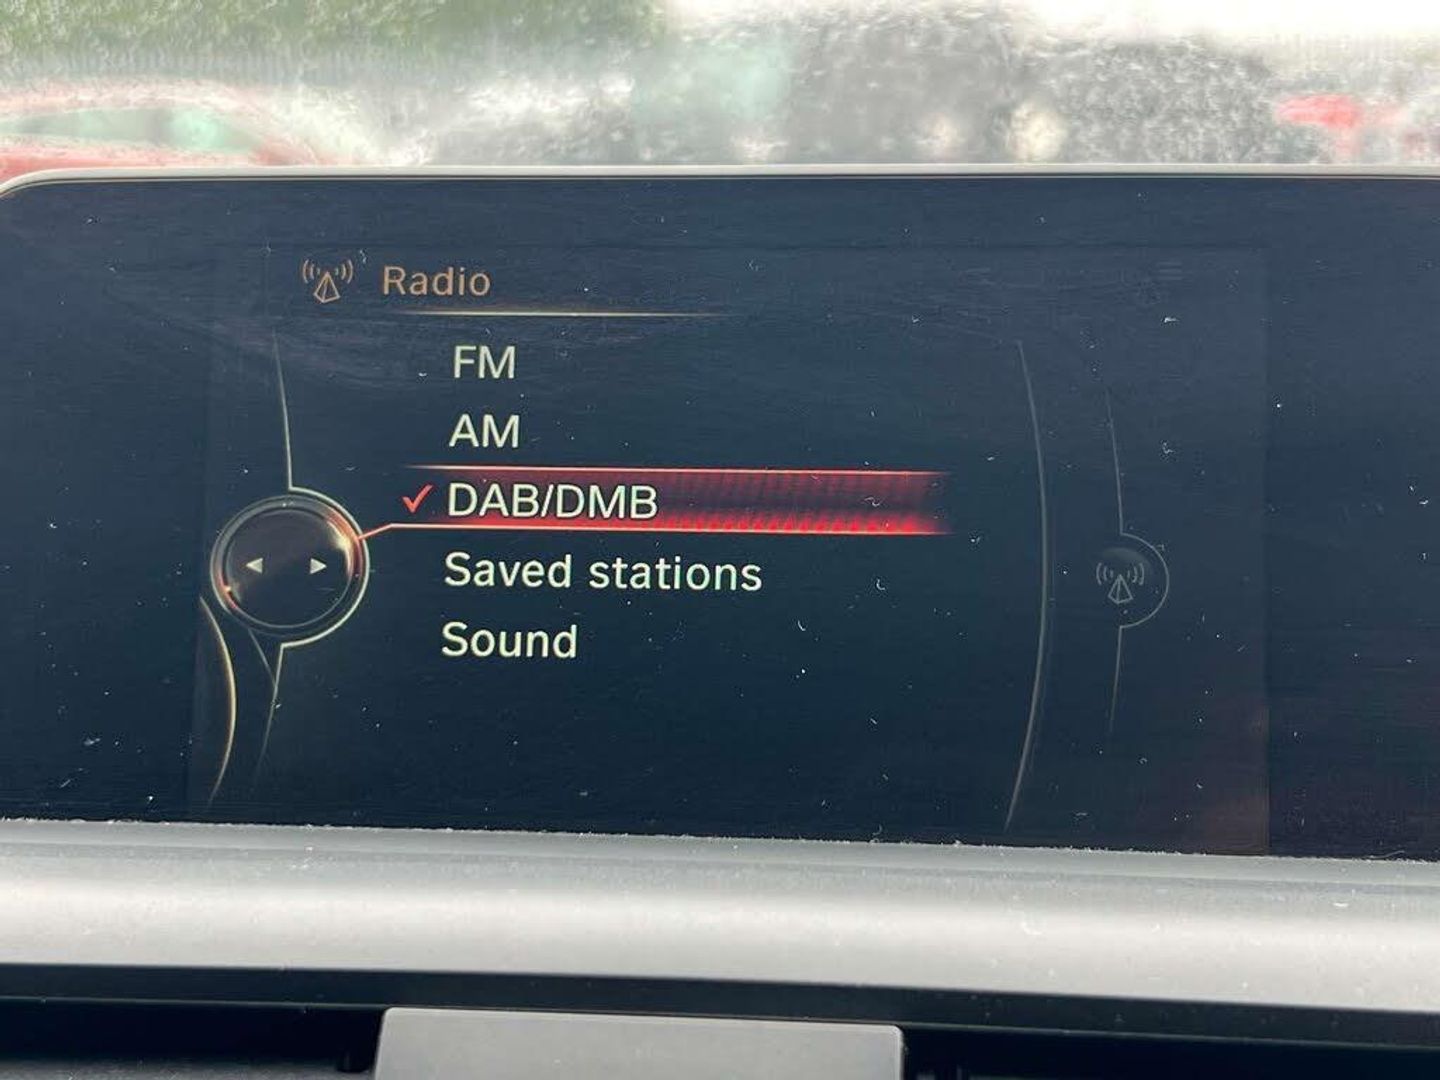 Radio
FM
AM
DAB/DMB
Saved stations
Sound